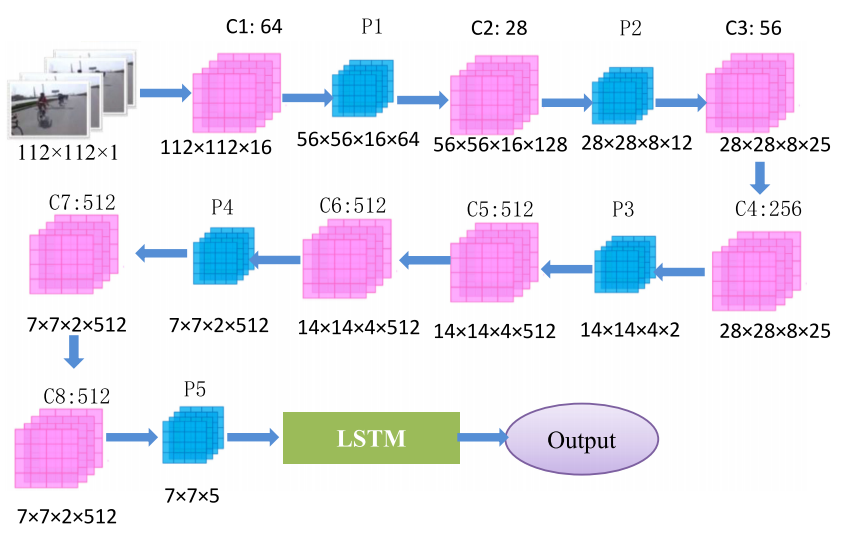 C1: 64
P1
C2: 28
P2
C3: 56
112×112×1
112×112×16
56×56×16×64
56×56×16×128
28×28×8×12
28×28×8×25
C7:512
P4
C6:512
C5:512
P3
C4:256
7×7×2×512
7×7×2×512
14×14×4×512
14×14×4×512
14×14×4×2
28×28×8×25
C8:512
P5
LSTM
Output
7×7×5
7×7×2×512